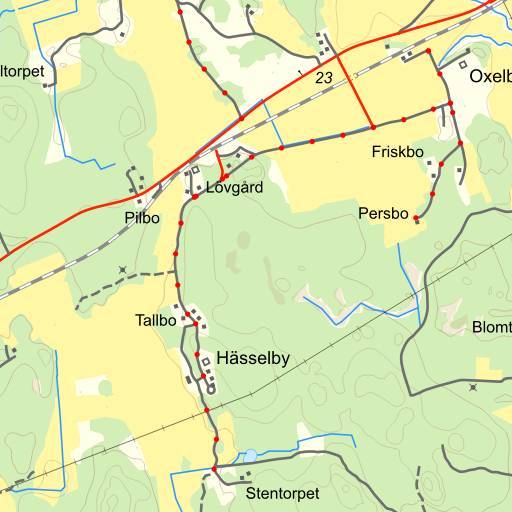 ltorpet
23
Oxelb
Friskbo
Lövgård
Pilbo
Persbo
Tallbo
Blomt
Hässelby
Stentorpet